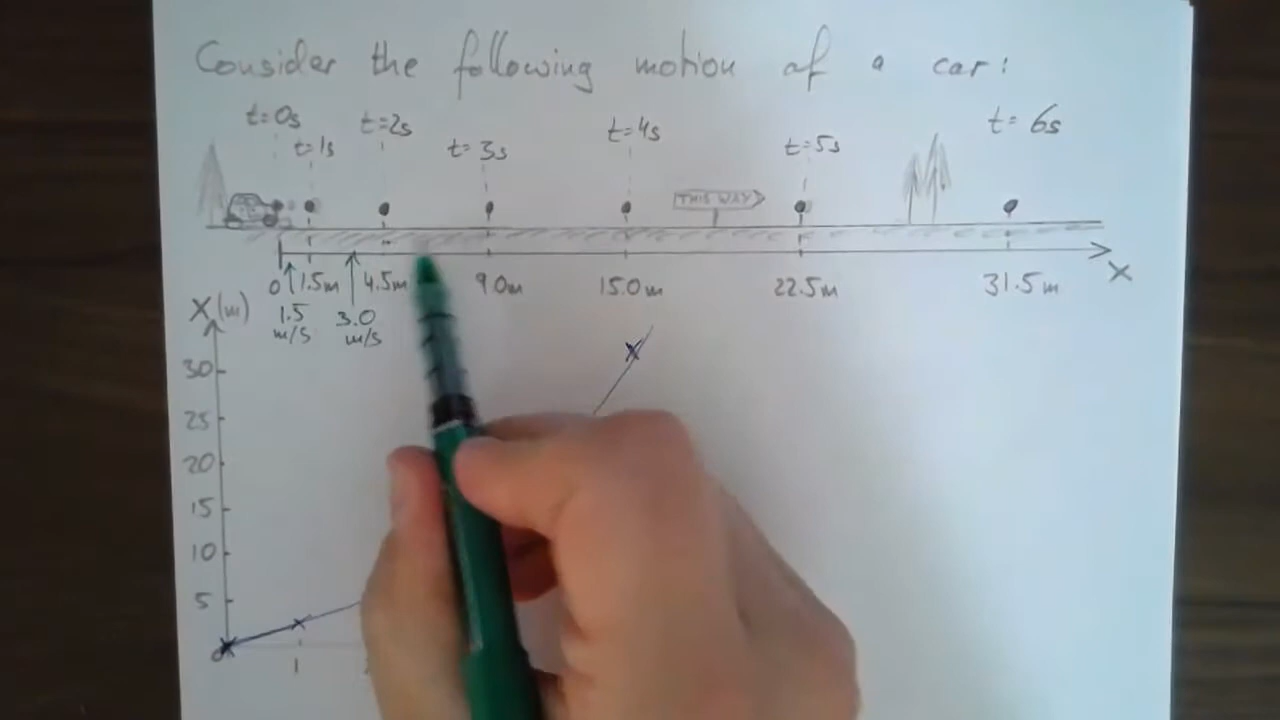 Consider the following motion of a car:
t=0s t=1s t=2s t=3s t=4s t=5s t=6s
THIS WAY
0 1.5m 4.5m 9.0m 15.0m 22.5m 31.5m X
1.5 m/s 3.0 m/s
X(m)
30
25
20
15
10
5
0
1